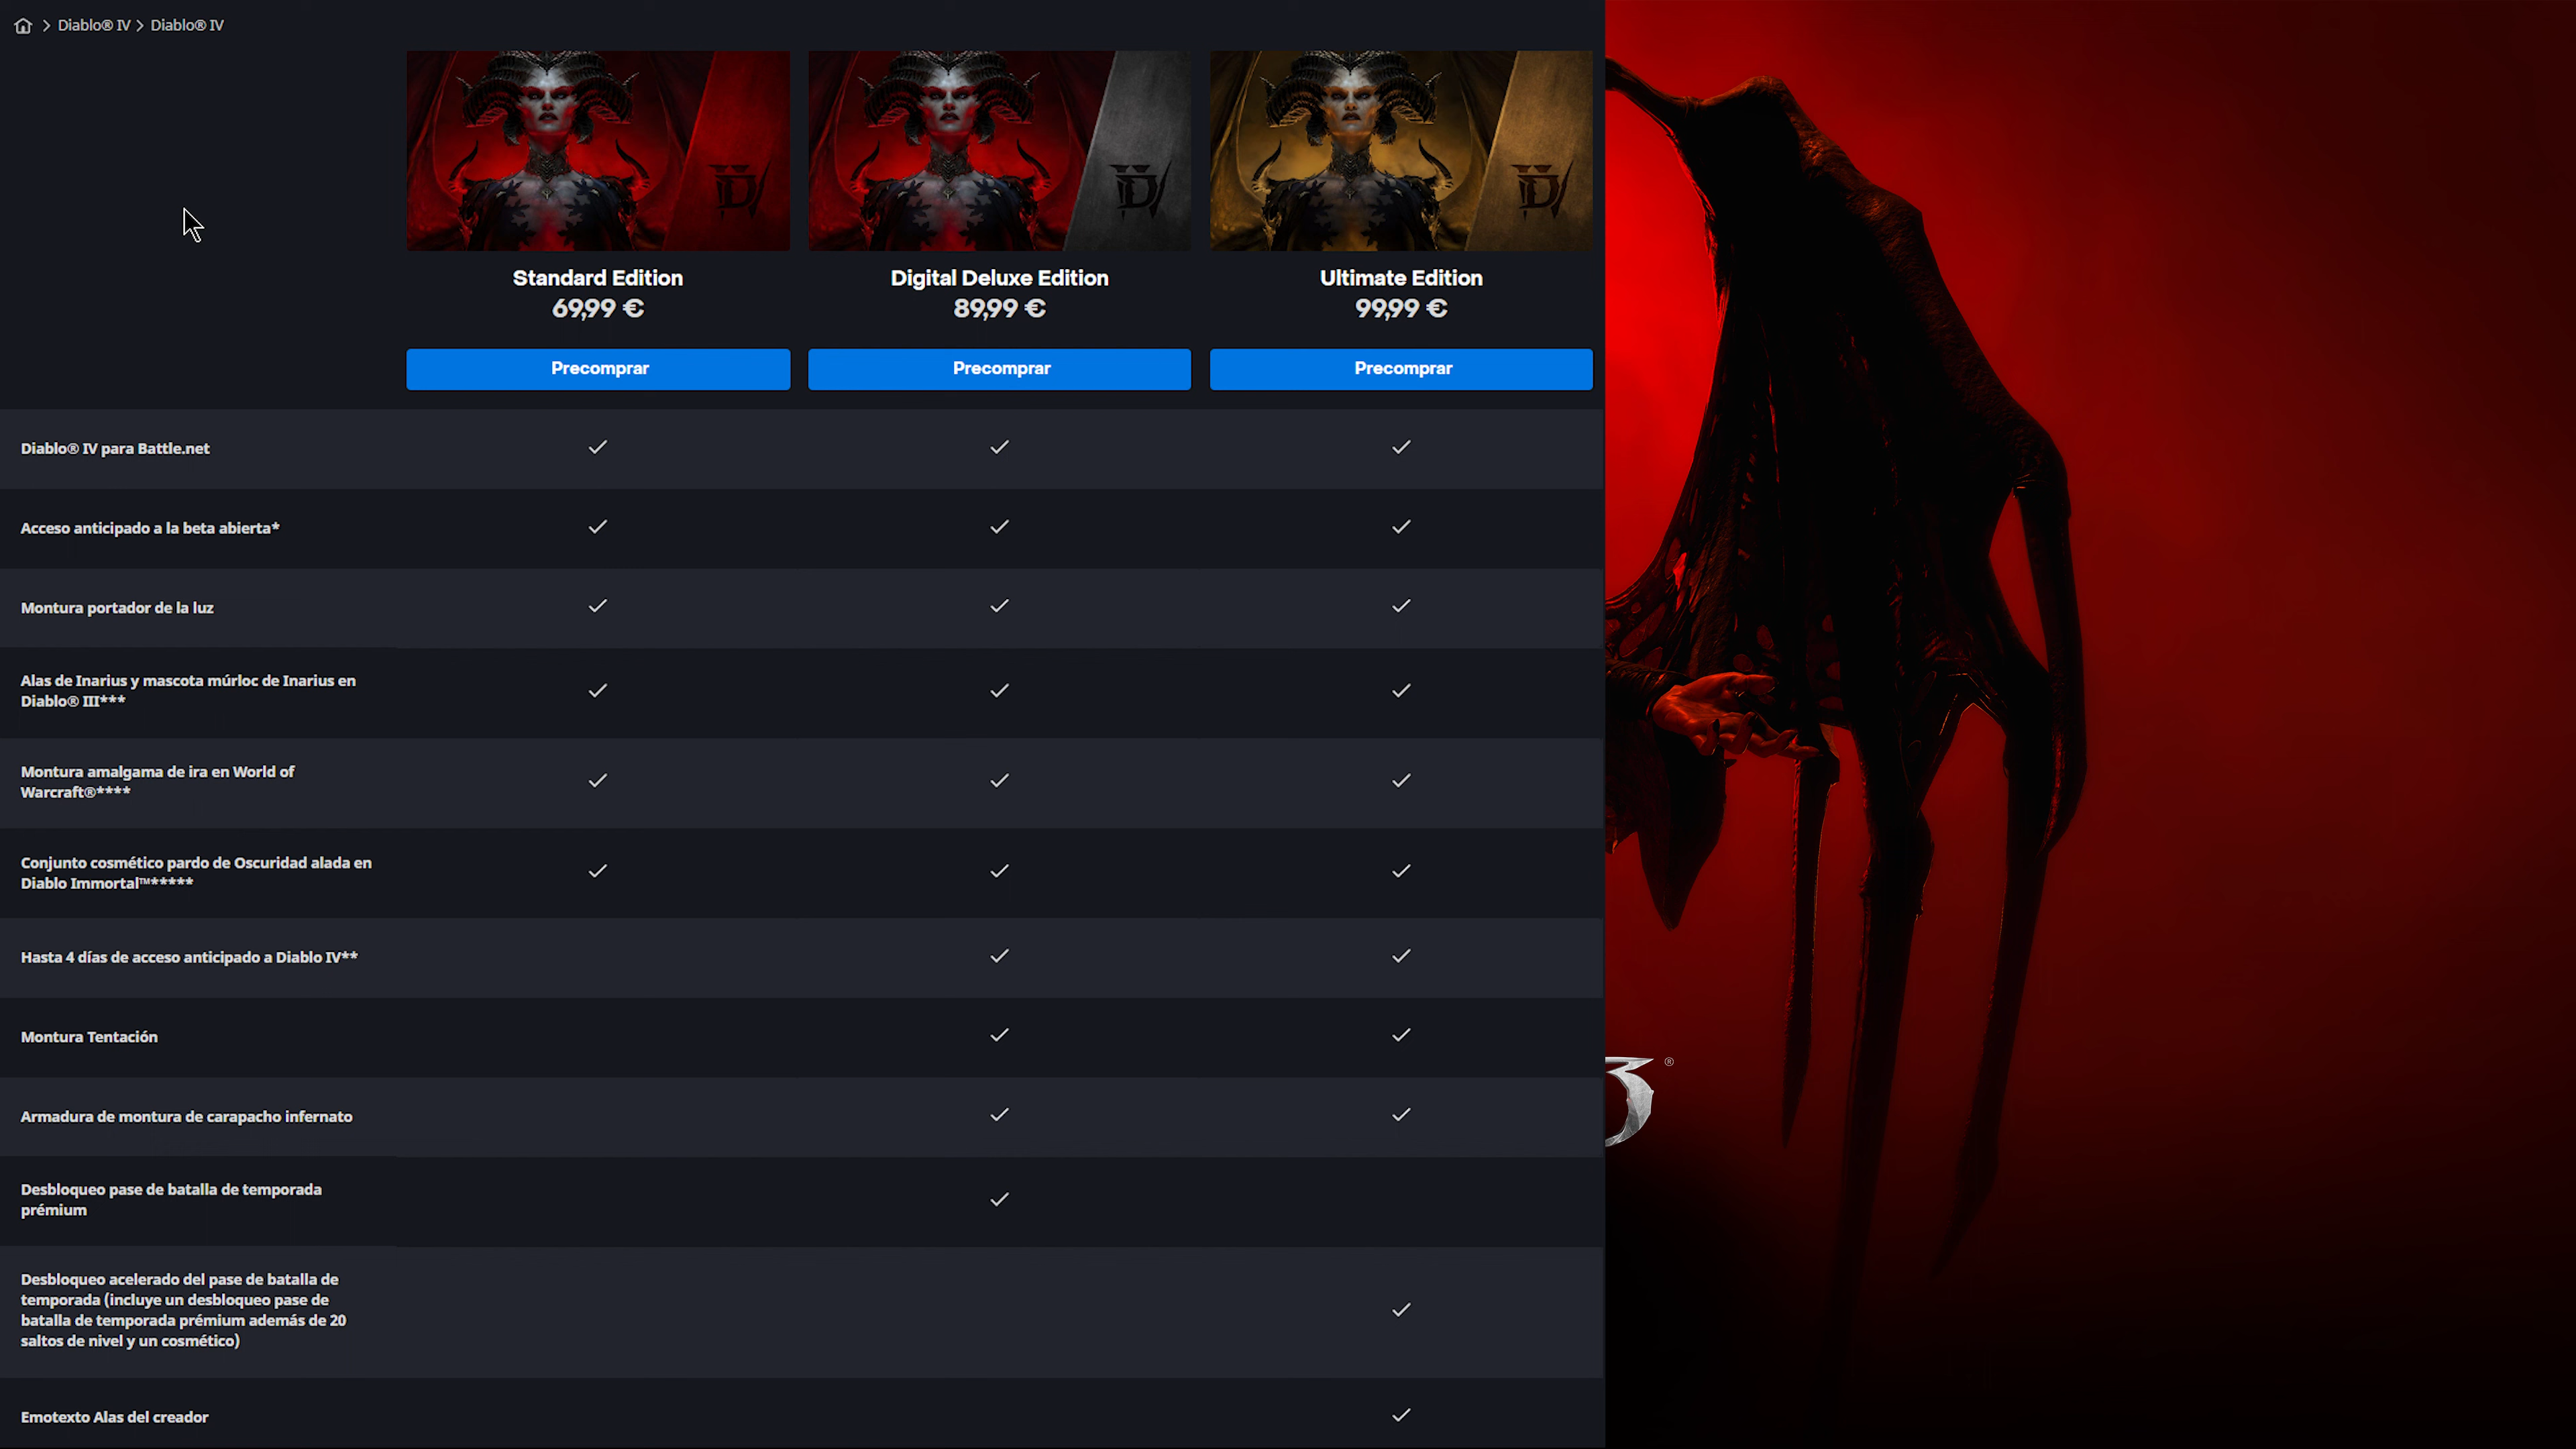 Diablo® IV > Diablo® IV
Standard Edition
69,99 €
Precomprar
Digital Deluxe Edition
89,99 €
Precomprar
Ultimate Edition
99,99 €
Precomprar
Diablo® IV para Battle.net
Acceso anticipado a la beta abierta*
Montura portador de la luz
Alas de Inarius y mascota múrloc de Inarius en
Diablo® III***
Montura amalgama de ira en World of
Warcraft®****
Conjunto cosmético pardo de Oscuridad alada en
Diablo Immortal™*****
Hasta 4 días de acceso anticipado a Diablo IV**
Montura Tentación
Armadura de montura de carapacho infernato
Desbloqueo pase de batalla de temporada
prémium
Desbloqueo acelerado del pase de batalla de
temporada (incluye un desbloqueo pase de
batalla de temporada prémium además de 20
saltos de nivel y un cosmético)
Emotexto Alas del creador
3®